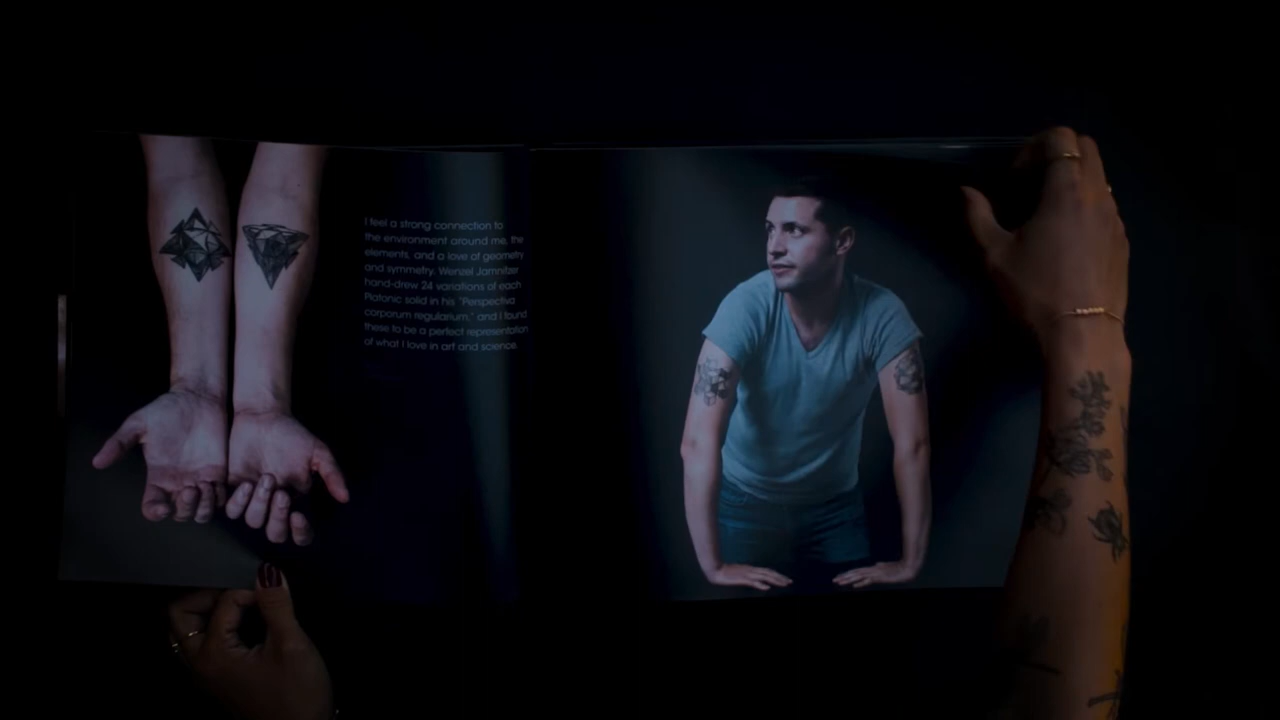 I feel a strong connection to
the environment around me, the
elements, and a love of geometry
and symmetry. Wenzel Jamnitzer
hand-drew 24 variations of each
Platonic solid in his "Perspectiva
corporum regularium," and I found
these to be a perfect representation
of what I love in art and science.